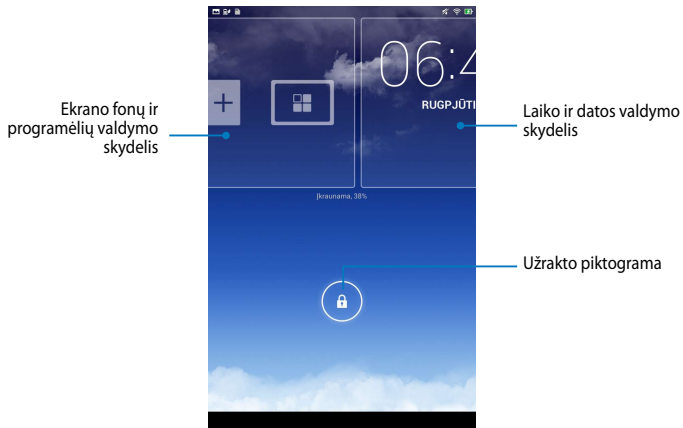 06:4
RUGPJŪTI
Ekrano fonų ir
programėlių valdymo
skydelis
Laiko ir datos valdymo
skydelis
Įkraunama, 38%
Užrakto piktograma